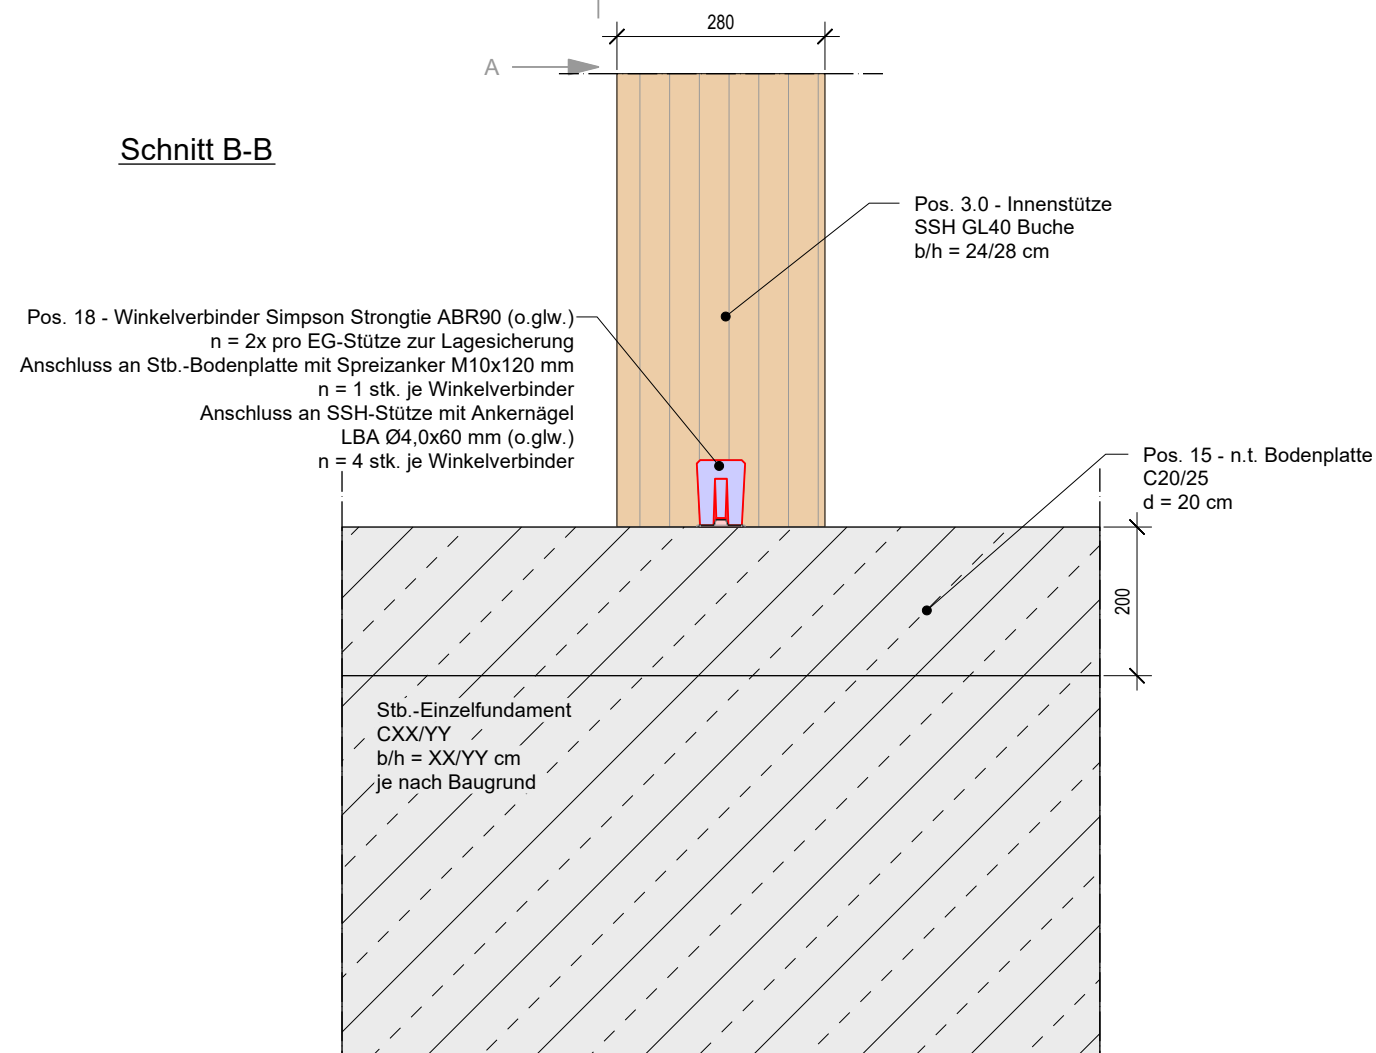 280
A
Schnitt B-B
Pos. 3.0 - Innenstütze
SSH GL40 Buche
b/h = 24/28 cm
Pos. 18 - Winkelverbinder Simpson Strongtie ABR90 (o.glw.)
n = 2x pro EG-Stütze zur Lagesicherung
Anschluss an Stb.-Bodenplatte mit Spreizanker M10x120 mm
n = 1 stk. je Winkelverbinder
Anschluss an SSH-Stütze mit Ankernägel
LBA Ø4,0x60 mm (o.glw.)
n = 4 stk. je Winkelverbinder
Pos. 15 - n.t. Bodenplatte
C20/25
d = 20 cm
200
Stb.-Einzelfundament
CXX/YY
b/h = XX/YY cm
je nach Baugrund